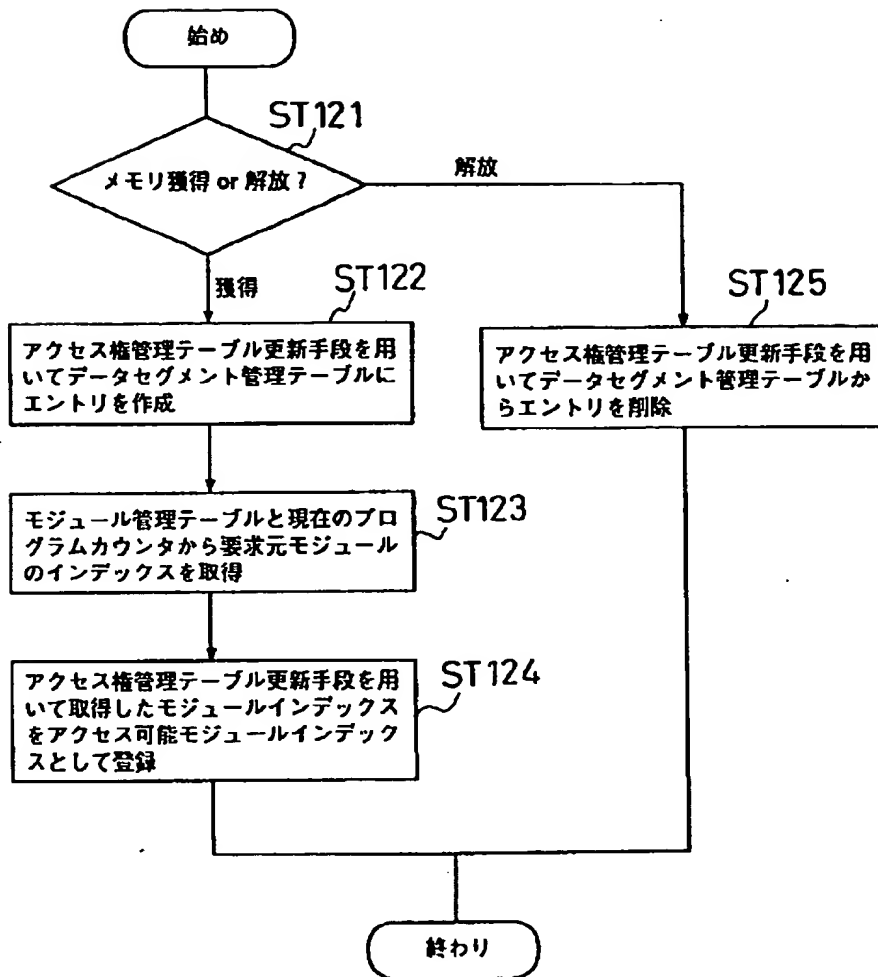 始め
ST121
メモリ獲得 or 解放 ?
解放
獲得
ST122
アクセス権管理テーブル更新手段を用
いてデータセグメント管理テーブルに
エントリを作成
ST125
アクセス権管理テーブル更新手段を用
いてデータセグメント管理テーブルか
らエントリを削除
ST123
モジュール管理テーブルと現在のプロ
グラムカウンタから要求元モジュール
のインデックスを取得
ST124
アクセス権管理テーブル更新手段を用
いて取得したモジュールインデックス
をアクセス可能モジュールインデック
スとして登録
終わり